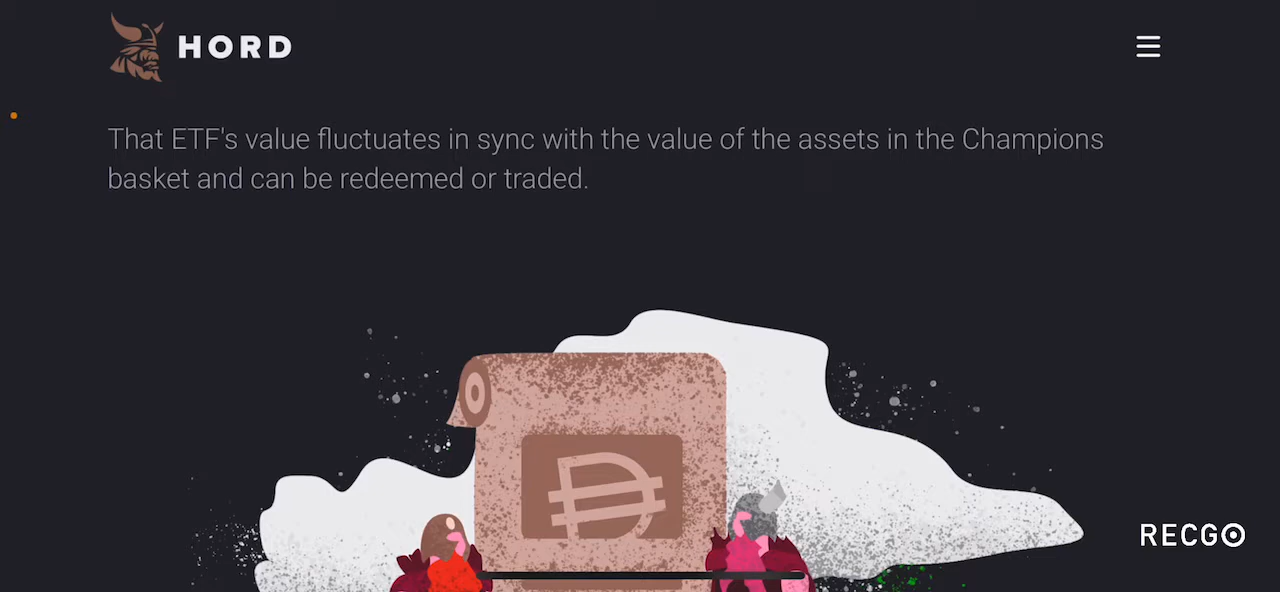 HORD
That ETF's value fluctuates in sync with the value of the assets in the Champions
basket and can be redeemed or traded.
RECGO